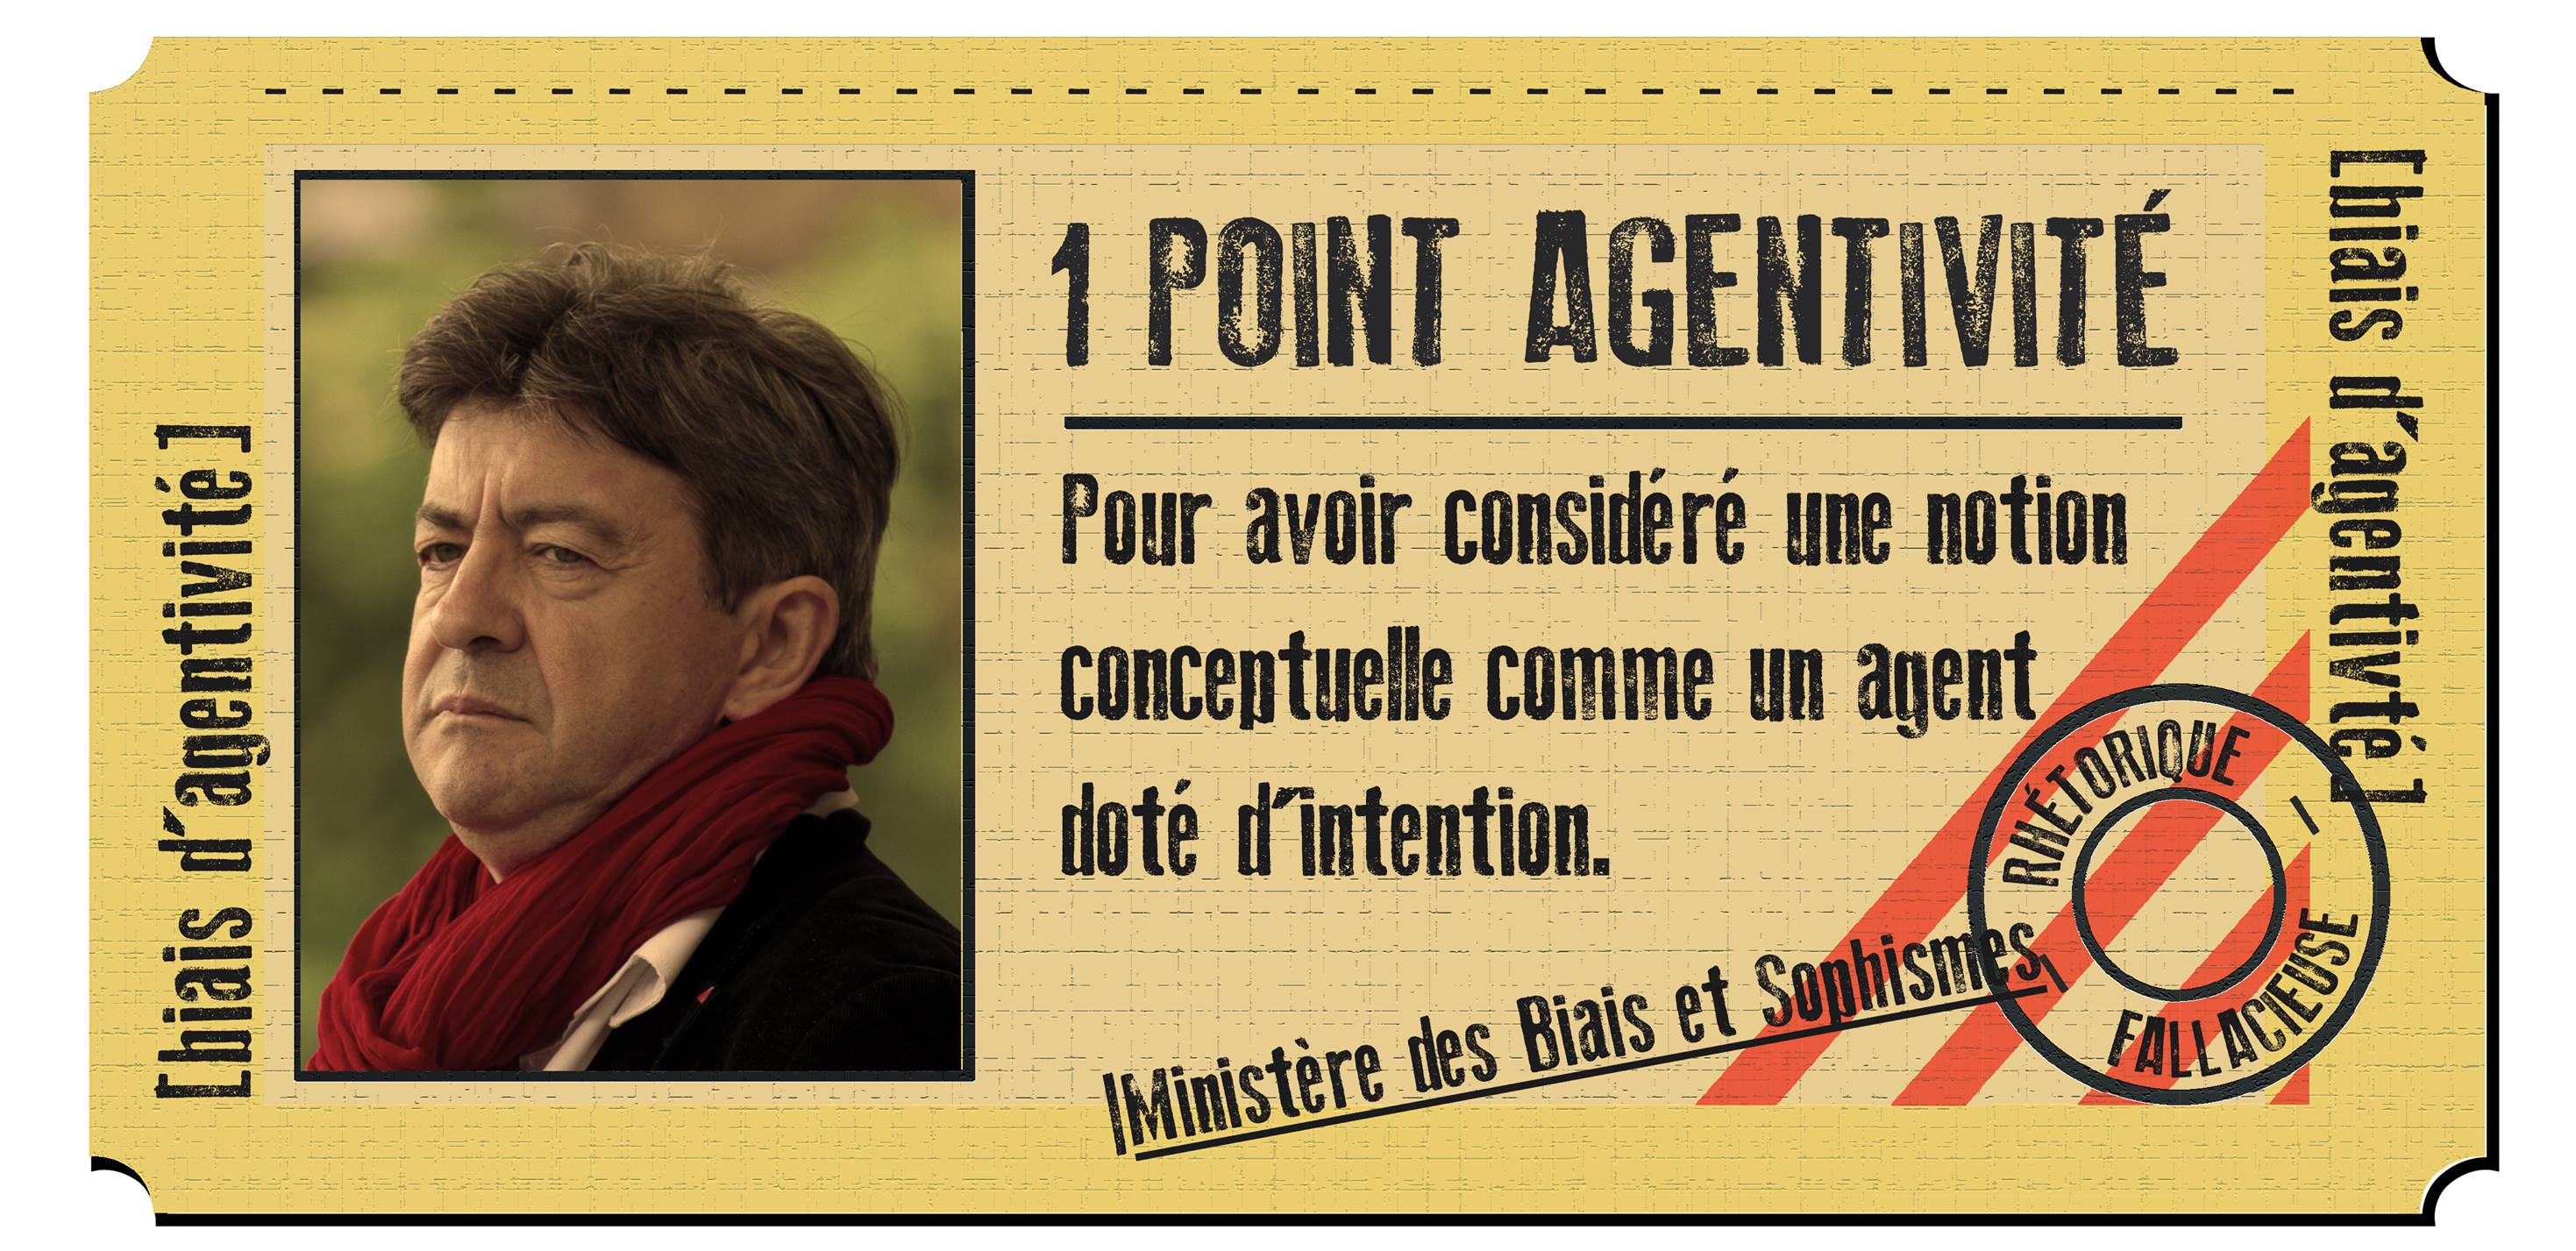 [biais d'agentivité]
1 POINT AGENTIVITÉ
Pour avoir considéré une notion
conceptuelle comme un agent
doté d'intention.
|Ministère des Biais et Sophismes|
RHÉTORIQUE
FALLACIEUSE
[biais d'agentivité]